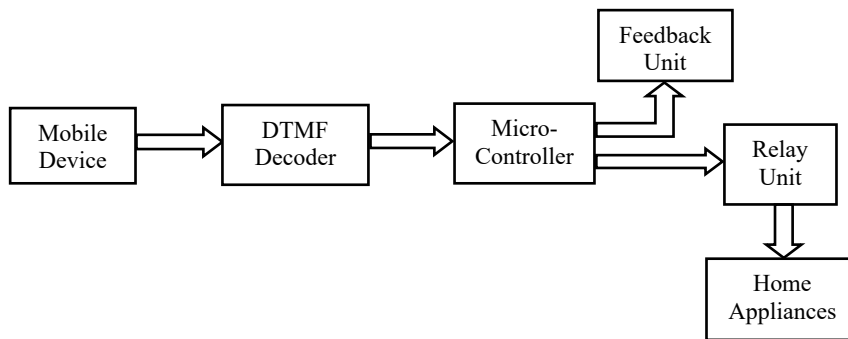 Feedback
Unit
Mobile
Device
DTMF
Decoder
Micro-
Controller
Relay
Unit
Home
Appliances